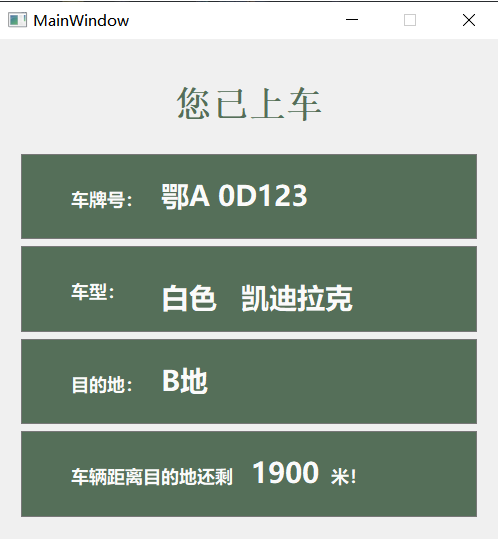 MainWindow
您已上车
车牌号： 鄂A 0D123
车型： 白色 凯迪拉克
目的地： B地
车辆距离目的地还剩 1900 米！